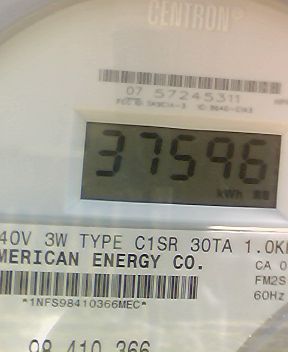 CENTRON®
07 57245311
37596
kWh
40V 3W TYPE C1SR 30TA 1.0K
MERICAN ENERGY CO.
CA 0
FM2S
60Hz
*1NFS98410366MEC*
98 410 366